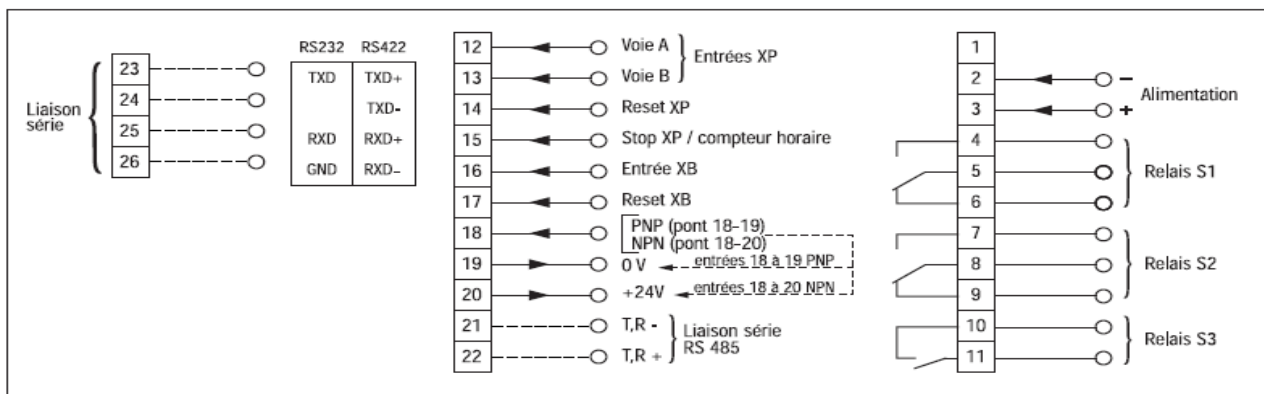 RS232 RS422
23 TXD TXD+
24 TXD-
25 RXD RXD+
26 GND RXD-
Liaison
série
12 Voie A
13 Voie B
Entrées XP
14 Reset XP
15 Stop XP / compteur horaire
16 Entrée XB
17 Reset XB
18 PNP (pont 18-19)
NPN (pont 18-20)
19 0 V entrées 18 à 19 PNP
20 +24V entrées 18 à 20 NPN
21 T,R -
22 T,R +
Liaison série
RS 485
1
2 -
3 +
Alimentation
4
5
6
Relais S1
7
8
9
Relais S2
10
11
Relais S3